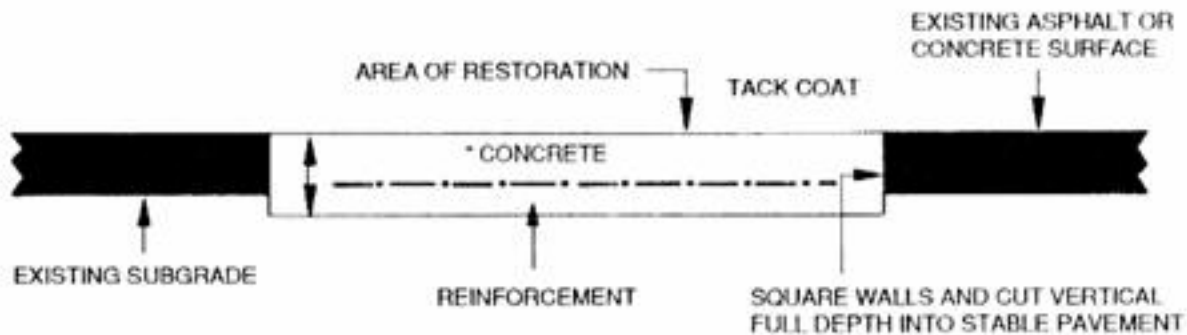 EXISTING ASPHALT OR
CONCRETE SURFACE
AREA OF RESTORATION
TACK COAT
* CONCRETE
EXISTING SUBGRADE
REINFORCEMENT
SQUARE WALLS AND CUT VERTICAL
FULL DEPTH INTO STABLE PAVEMENT